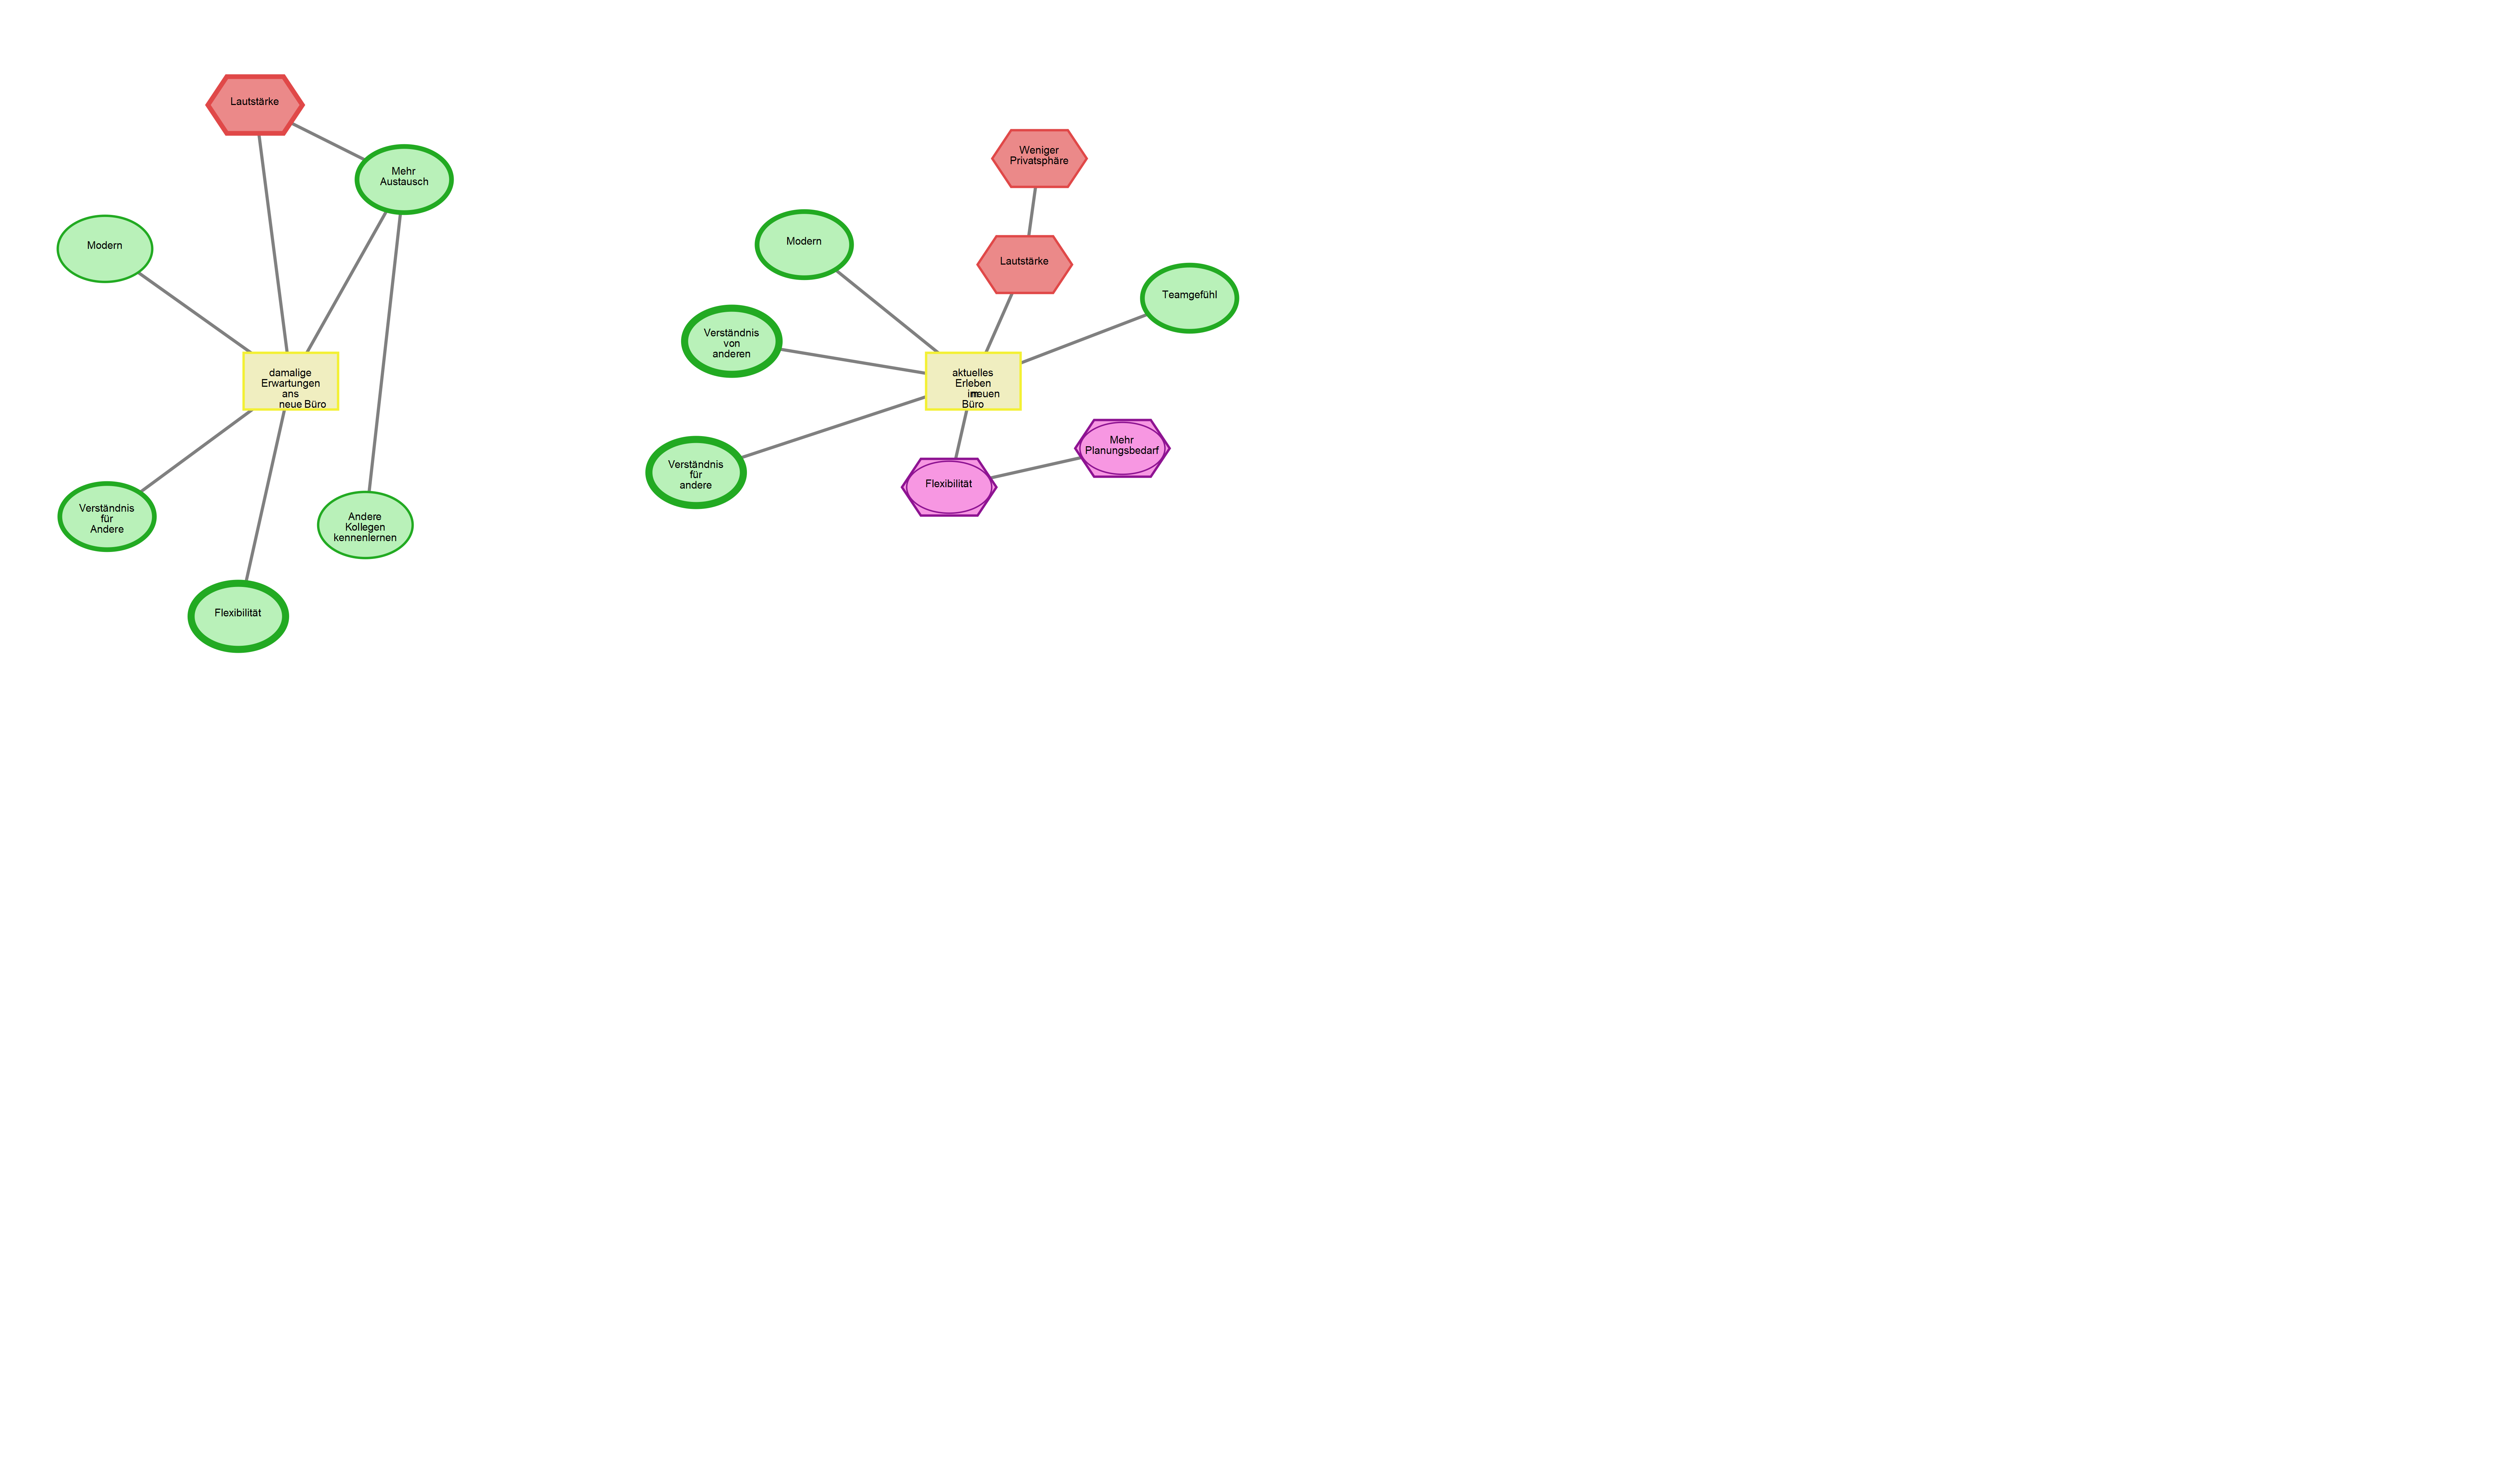 Lautstärke
Mehr
Austausch
Modern
damalige
Erwartungen
ans
neue Büro
Verständnis
für
Andere
Andere
Kollegen
kennenlernen
Flexibilität
Weniger
Privatsphäre
Modern
Lautstärke
Teamgefühl
Verständnis
von
anderen
aktuelles
Erleben
im neuen
Büro
Mehr
Planungsbedarf
Verständnis
für
andere
Flexibilität